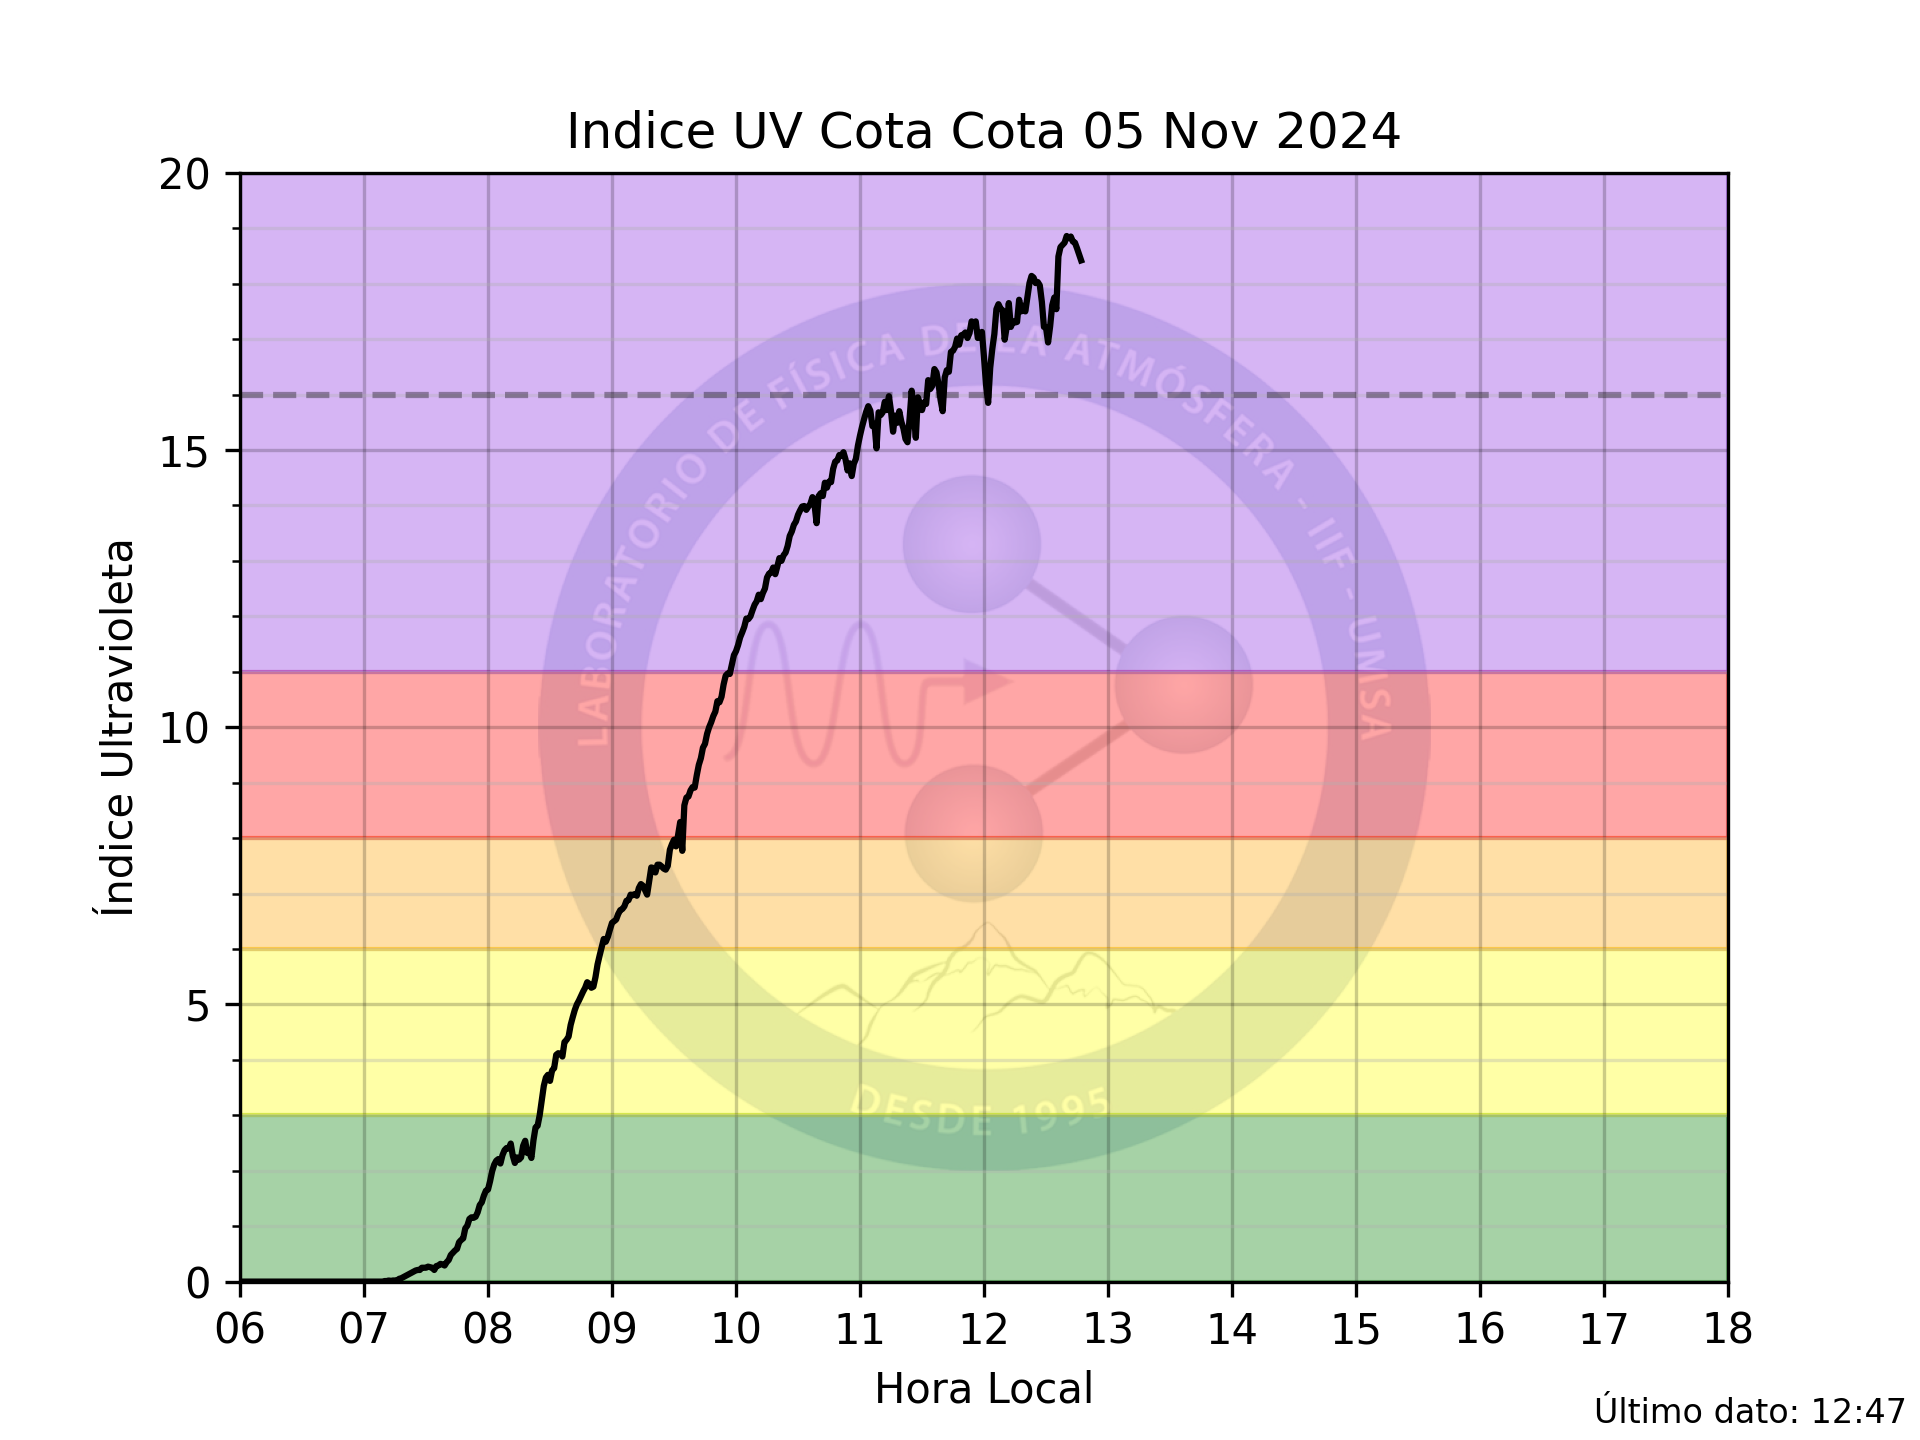 Indice UV Cota Cota 05 Nov 2024
20
15
10
5
0
Índice Ultravioleta
LABORATORIO DE FÍSICA DE LA ATMÓSFERA - IIF - UMSA
DESDE 1995
06 07 08 09 10 11 12 13 14 15 16 17 18
Hora Local
Último dato: 12:47